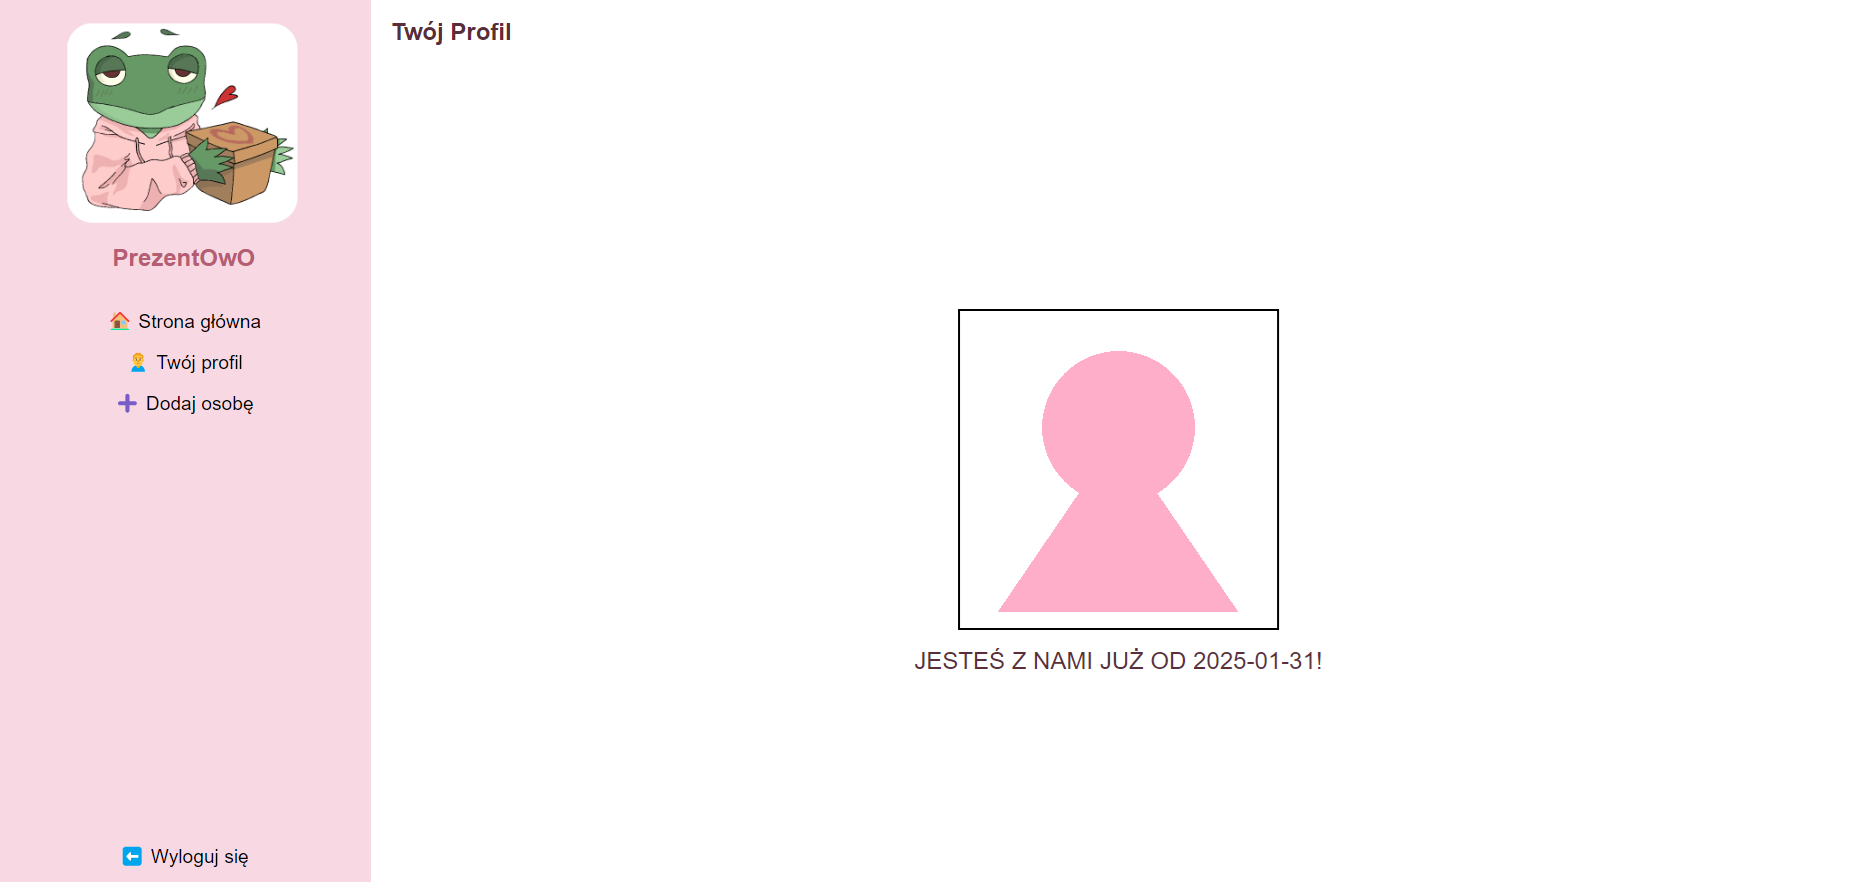 Twój Profil
PrezentOwO
🏠 Strona główna
Twój profil
➕ Dodaj osobę
⬅️ Wyloguj się
JESTEŚ Z NAMI JUŻ OD 2025-01-31!